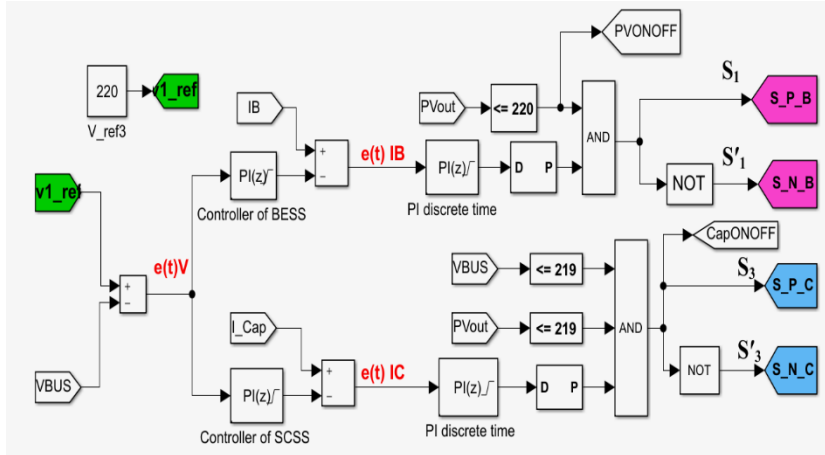 PVONOFF
220
v1_ref
V_ref3
IB
PVout
<= 220
AND
S1
S_P_B
e(t) IB
PI(z)
Controller of BESS
PI(z)
PI discrete time
D P
NOT
S'1
S_N_B
v1_ref
e(t)V
VBUS
<= 219
CapONOFF
S3
S_P_C
I_Cap
PVout
<= 219
AND
VBUS
e(t) IC
PI(z)
Controller of SCSS
PI(z)
PI discrete time
D P
NOT
S'3
S_N_C
+
−
+
−
+
−